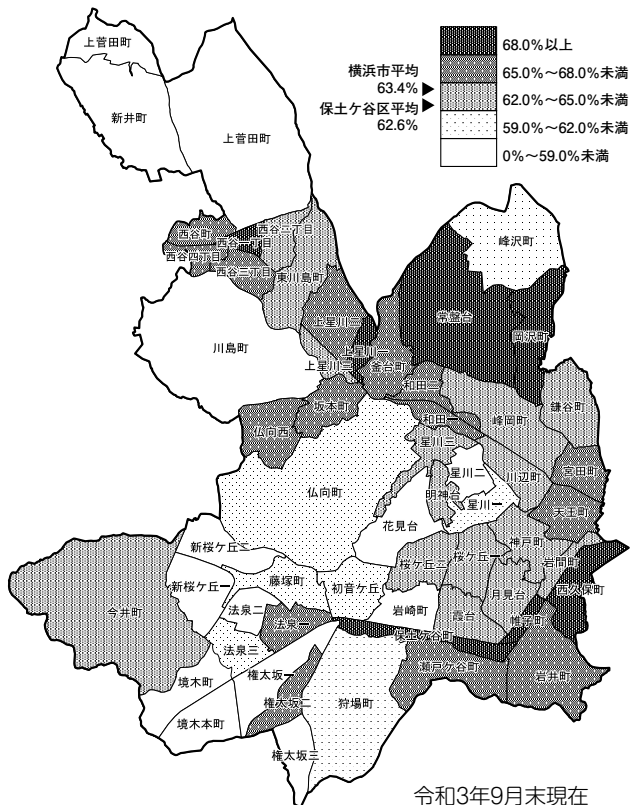 68.0%以上
65.0%～68.0%未満
62.0%～65.0%未満
59.0%～62.0%未満
0%～59.0%未満
横浜市平均
63.4%
保土ケ谷区平均
62.6%
上菅田町
新井町
上菅田町
峰沢町
西谷町
西谷一丁目
西谷二丁目
西谷四丁目
西谷三丁目
東川島町
常盤台
岡沢町
上星川三
川島町
上星川一
上星川二
釜台町
和田二
坂本町
鎌谷町
和田一
峰岡町
仏向西
星川三
宮田町
星川二
川辺町
仏向町
明神台
星川一
天王町
花見台
神戸町
新桜ケ丘二
桜ケ丘二
桜ケ丘一
岩間町
藤塚町
初音ケ丘
月見台
西久保町
新桜ケ丘一
今井町
法泉二
岩崎町
霞台
帷子町
法泉一
保土ケ谷町
法泉三
瀬戸ケ谷町
岩井町
境木町
権太坂一
権太坂二
狩場町
境木本町
権太坂三
令和3年9月末現在